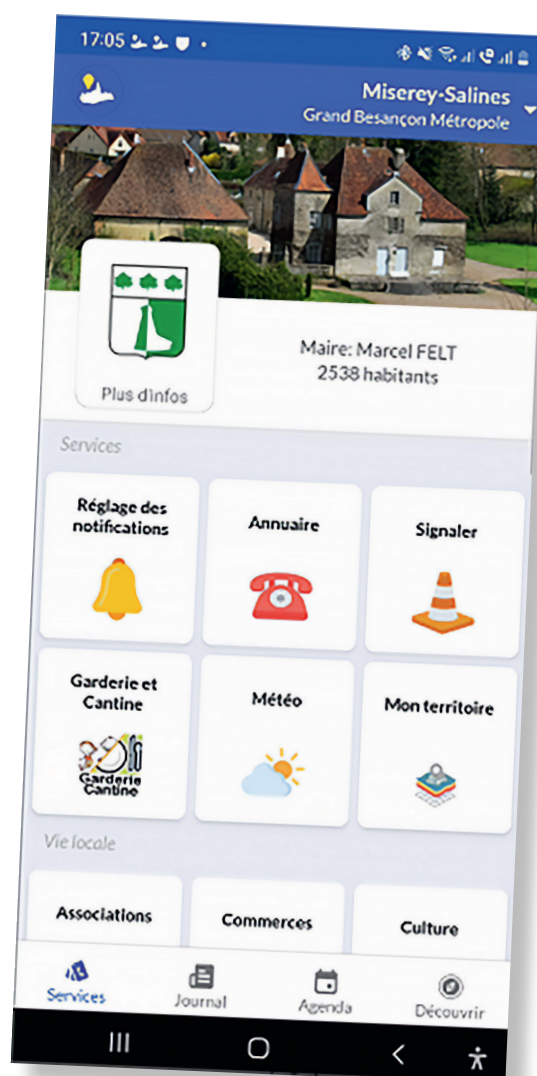 17:05
Miserey-Salines
Grand Besançon Métropole
Maire: Marcel FELT
2538 habitants
Plus d'infos
Services
Réglage des
notifications
Annuaire
Signaler
Garderie et
Cantine
Garderie
Cantine
Météo
Mon territoire
Vie locale
Associations
Commerces
Culture
Services
Journal
Agenda
Découvrir